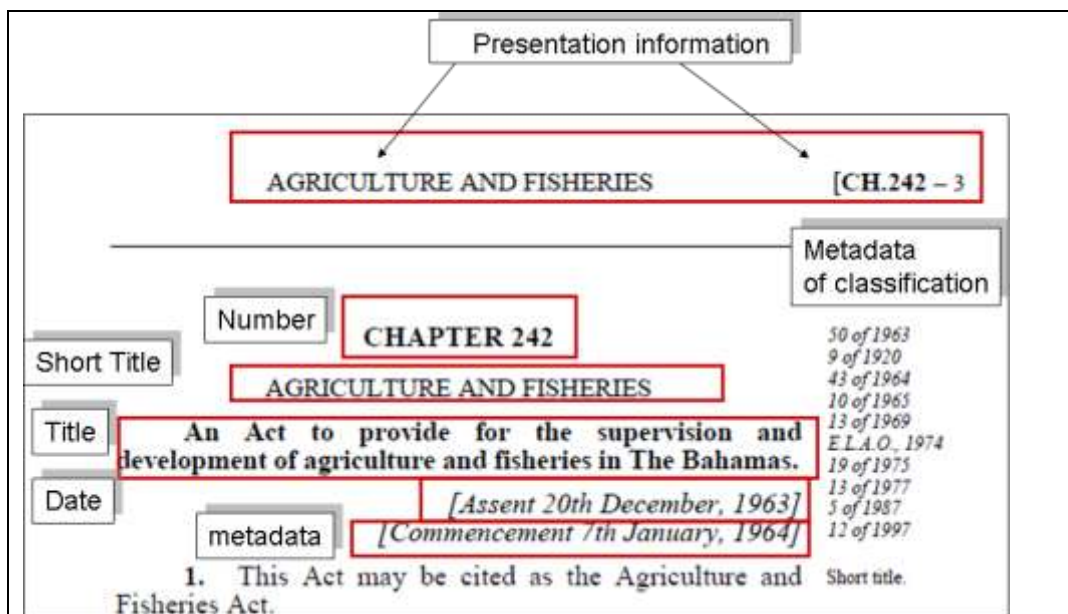 Presentation information
AGRICULTURE AND FISHERIES [CH.242 – 3
Metadata
of classification
Number
CHAPTER 242
Short Title
AGRICULTURE AND FISHERIES
Title
An Act to provide for the supervision and
development of agriculture and fisheries in The Bahamas.
Date
[Assent 20th December, 1963]
metadata
[Commencement 7th January, 1964]
50 of 1963
9 of 1920
43 of 1964
10 of 1965
13 of 1969
E.L.A.O., 1974
19 of 1975
13 of 1977
5 of 1987
12 of 1997
1. This Act may be cited as the Agriculture and
Fisheries Act.
Short title.